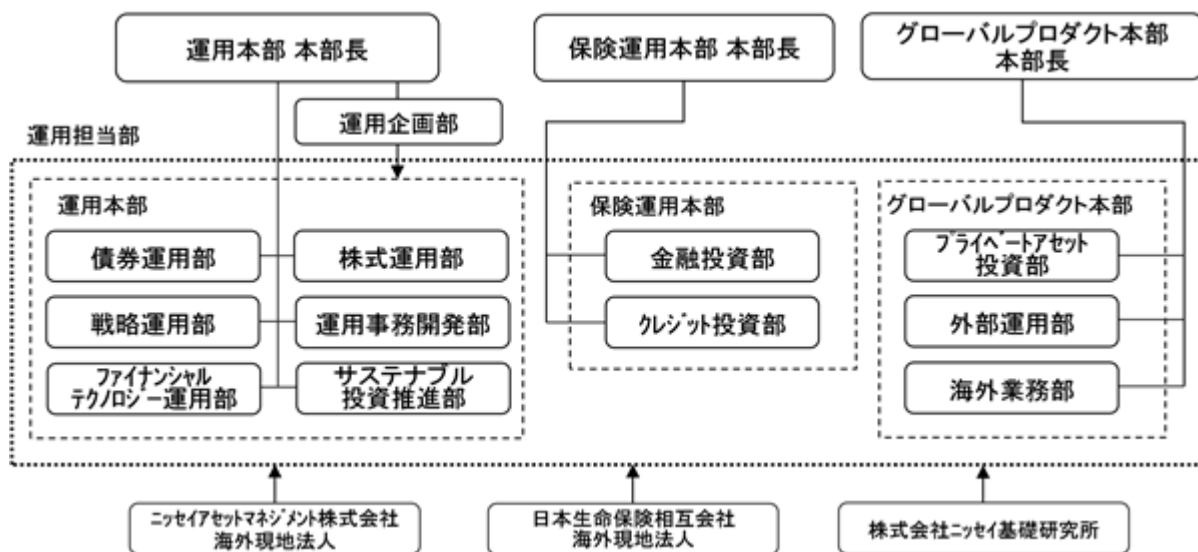 運用本部 本部長
保険運用本部 本部長
グローバルプロダクト本部
本部長
運用企画部
運用担当部
運用本部
債券運用部
株式運用部
戦略運用部
運用事務開発部
ファイナンシャル
テクノロジー運用部
サステナブル
投資推進部
保険運用本部
金融投資部
クレジット投資部
グローバルプロダクト本部
プライベートアセット
投資部
外部運用部
海外業務部
ニッセイアセットマネジメント株式会社
海外現地法人
日本生命保険相互会社
海外現地法人
株式会社ニッセイ基礎研究所